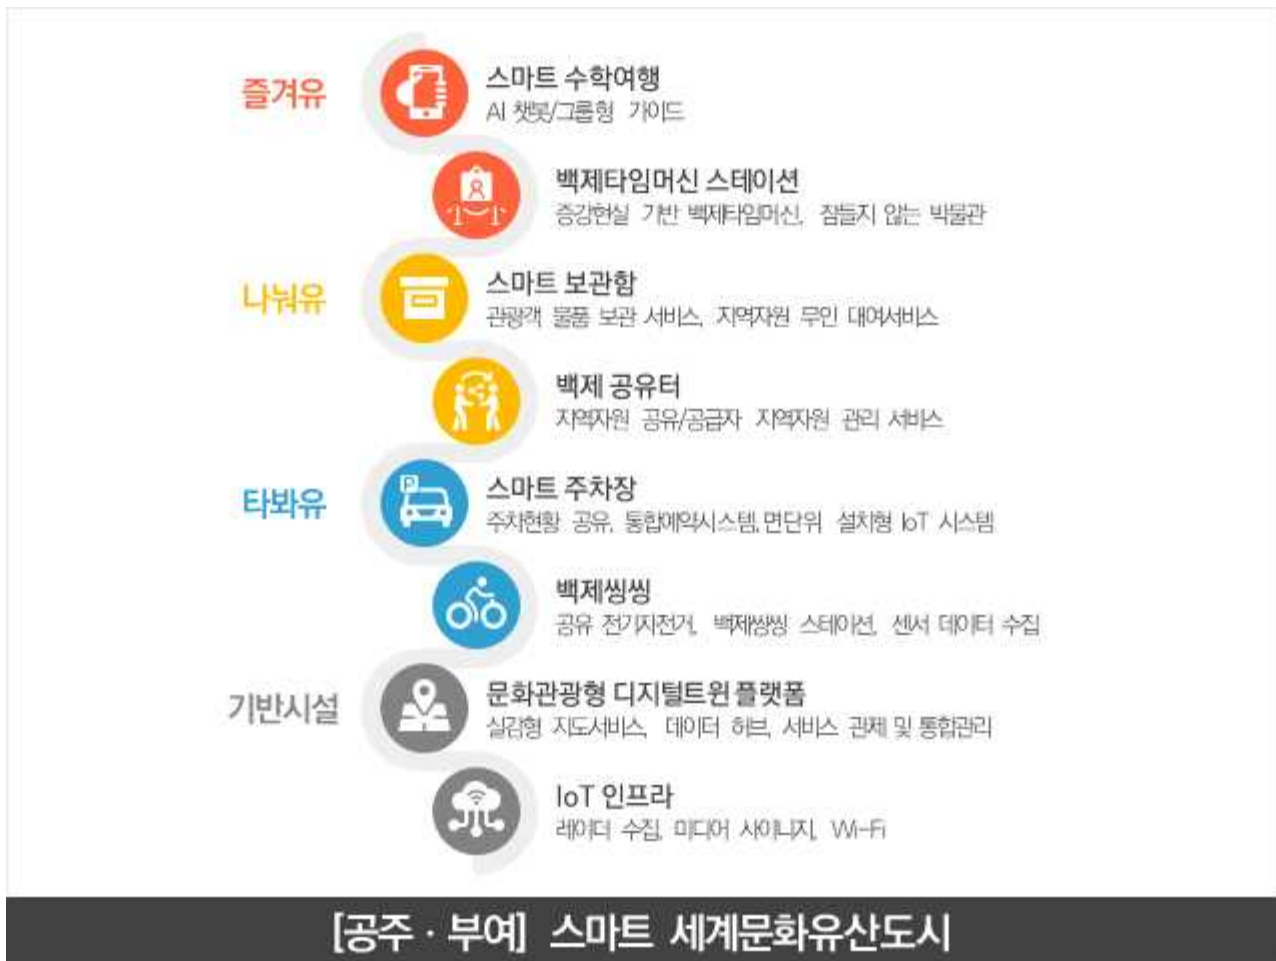 즐겨유
스마트 수학여행
AI 챗봇/그룹형 가이드
백제타임머신 스테이션
증강현실 기반 백제타임머신, 잠들지 않는 박물관
나눠유
스마트 보관함
관광객 물품 보관 서비스, 지역자원 무인 대여서비스
백제 공유터
지역자원 공유/공급자 지역자원 관리 서비스
타봐유
P
스마트 주차장
주차현황 공유, 통합예약시스템,면단위 설치형 IoT 시스템
백제씽씽
공유 전기자전거, 백제씽씽 스테이션, 센서 데이터 수집
기반시설
문화관광형 디지털트윈 플랫폼
실감형 지도서비스, 데이터 허브, 서비스 관제 및 통합관리
IoT 인프라
레이더 수집, 미디어 사이니지, Wi-Fi
[공주 · 부여] 스마트 세계문화유산도시